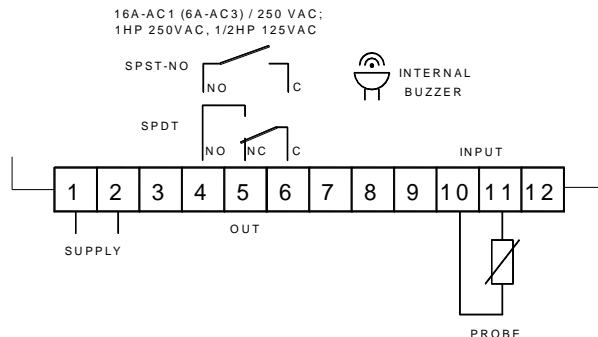 16A-AC1 (6A-AC3) / 250 VAC;
1HP 250VAC, 1/2HP 125VAC
SPST-NO
NO C
INTERNAL
BUZZER
SPDT
NO NC C
INPUT
1 2 3 4 5 6 7 8 9 10 11 12
OUT
SUPPLY
PROBE